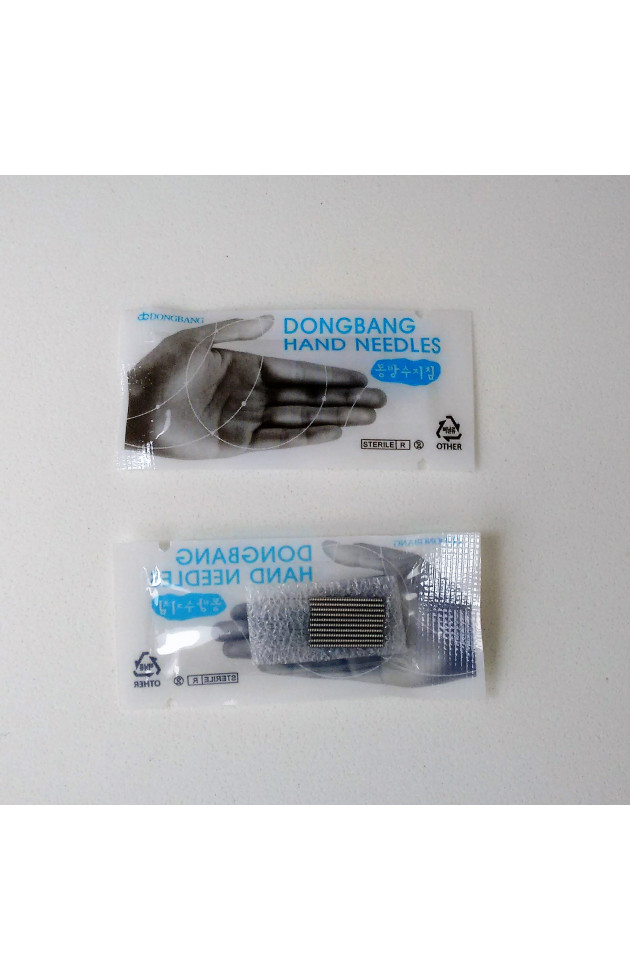 DONGBANG
DONGBANG
HAND NEEDLES
동방수지침
STERILE R
OTHER
DONGBANG
DONGBANG
HAND NEEDLES
동방수지침
STERILE R
OTHER